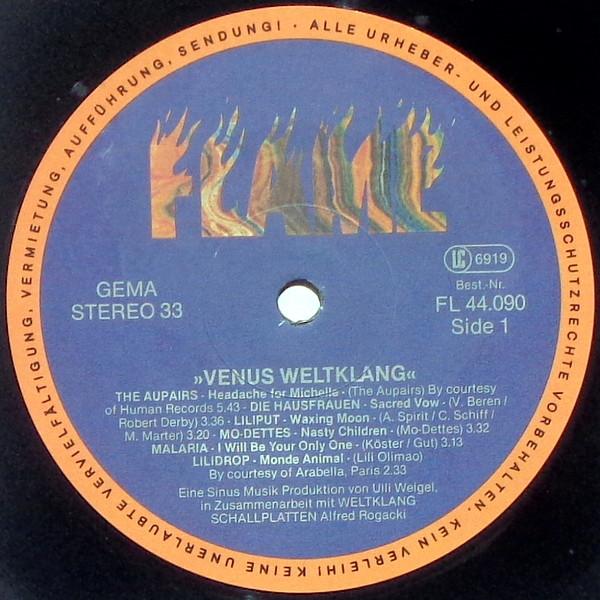 ALLE URHEBER- UND LEISTUNGSSCHUTZRECHTE VORBEHALTEN. KEIN VERLEIH! KEINE UNERLAUBTE VERVIELFÄLTIGUNG, VERMIETUNG, AUFFÜHRUNG, SENDUNG! ·
FLAME
LC 6919
GEMA
STEREO 33
Best.-Nr.
FL 44.090
Side 1
»VENUS WELTKLANG«
THE AUPAIRS - Headache for Michelle - (The Aupairs) By courtesy
of Human Records 5.43 - DIE HAUSFRAUEN - Sacred Vow - (V. Beren /
Robert Derby) 3.36 - LILIPUT - Waxing Moon - (A. Spirit / C. Schiff /
M. Marter) 3.20 - MO-DETTES - Nasty Children - (Mo-Dettes) 3.32
MALARIA - I Will Be Your Only One - (Köster / Gut) 3.13
LILIDROP - Monde Animal - (Lili Olimao)
By courtesy of Arabella, Paris 2.33
Eine Sinus Musik Produktion von Ulli Weigel,
in Zusammenarbeit mit WELTKLANG
SCHALLPLATTEN Alfred Rogacki